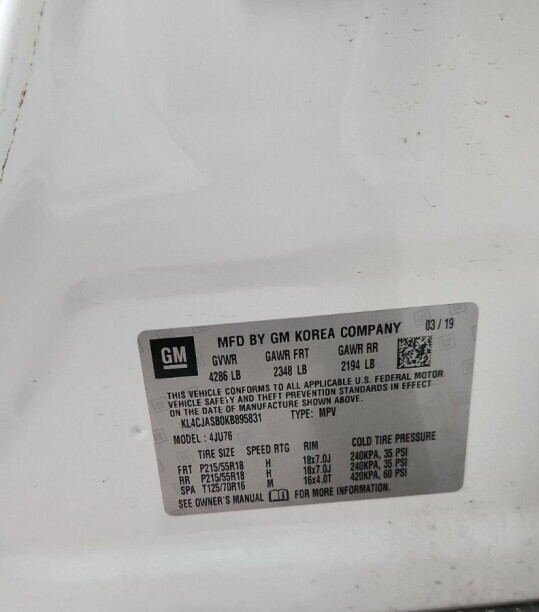 MFD BY GM KOREA COMPANY 03 / 19
GM
GVWR GAWR FRT GAWR RR
4286 LB 2348 LB 2194 LB
THIS VEHICLE CONFORMS TO ALL APPLICABLE U.S. FEDERAL MOTOR
VEHICLE SAFETY AND THEFT PREVENTION STANDARDS IN EFFECT
ON THE DATE OF MANUFACTURE SHOWN ABOVE.
KL4CJASB0KB895831 TYPE: MPV
MODEL : 4JU76
TIRE SIZE SPEED RTG RIM COLD TIRE PRESSURE
FRT P215/55R18 H 18x7.0J 240KPA, 35 PSI
RR P215/55R18 H 18x7.0J 240KPA, 35 PSI
SPA T125/70R16 M 16x4.0T 420KPA, 60 PSI
SEE OWNER'S MANUAL FOR MORE INFORMATION.